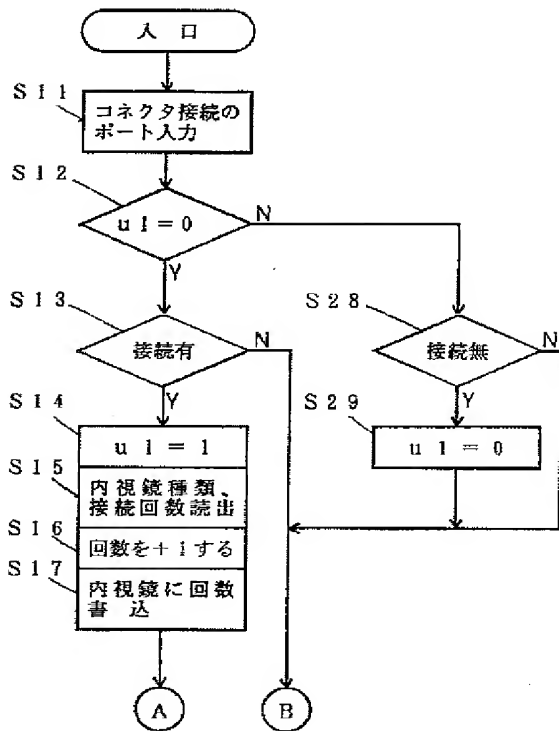 入口
S11
コネクタ接続の
ポート入力
S12
u1=0
N
Y
S13
接続有
N
Y
S28
接続無
N
Y
S14
u1=1
S29
u1=0
S15
内視鏡種類、
接続回数読出
S16
回数を+1する
S17
内視鏡に回数
書込
A
B